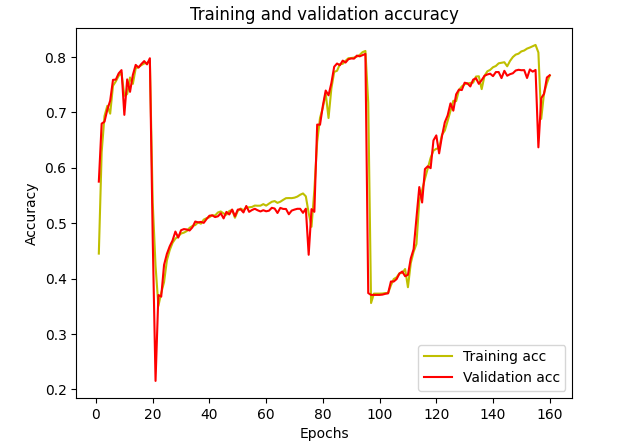 Training and validation accuracy
Accuracy
0.8
0.7
0.6
0.5
0.4
0.3
0.2
Training acc
Validation acc
0 20 40 60 80 100 120 140 160
Epochs